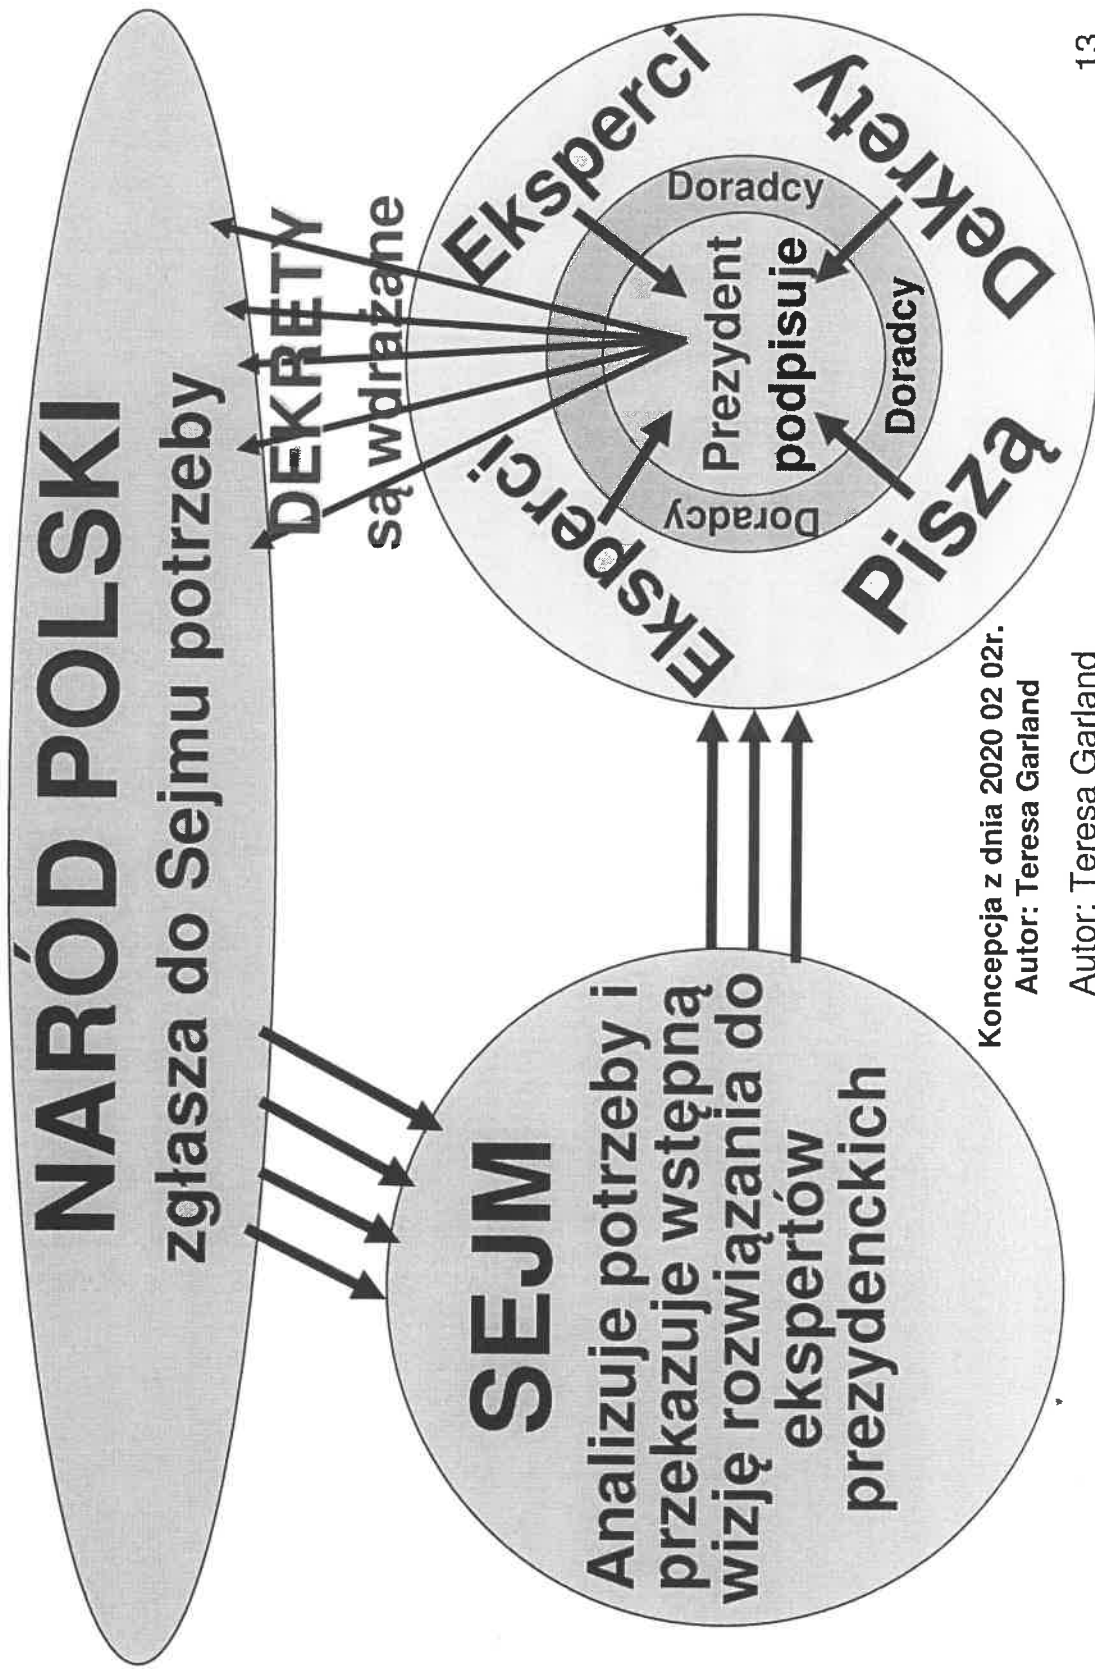 NARÓD POLSKI
zgłasza do Sejmu potrzeby
DEKRETY
są wdrażane
SEJM
Analizuje potrzeby i
przekazuje wstępną
wizję rozwiązania do
ekspertów
prezydenckich
Eksperci
Eksperci
Piszą
Dekrety
Doradcy
Doradcy
Doradcy
Prezydent
podpisuje
Koncepcja z dnia 2020 02 02r.
Autor: Teresa Garland
Autor: Teresa Garland
13